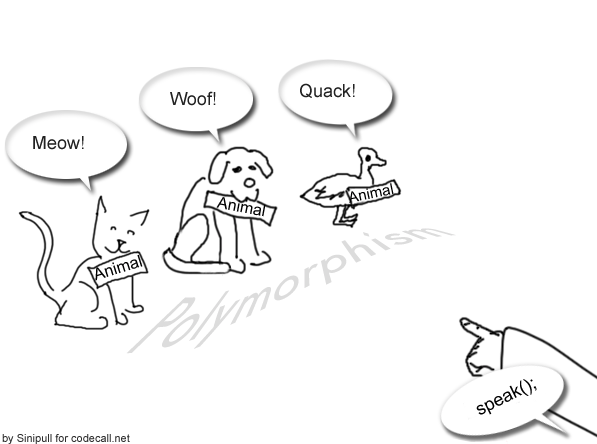 Meow!
Woof!
Quack!
Animal
Animal
Animal
Polymorphism
speak();
by Sinipull for codecall.net